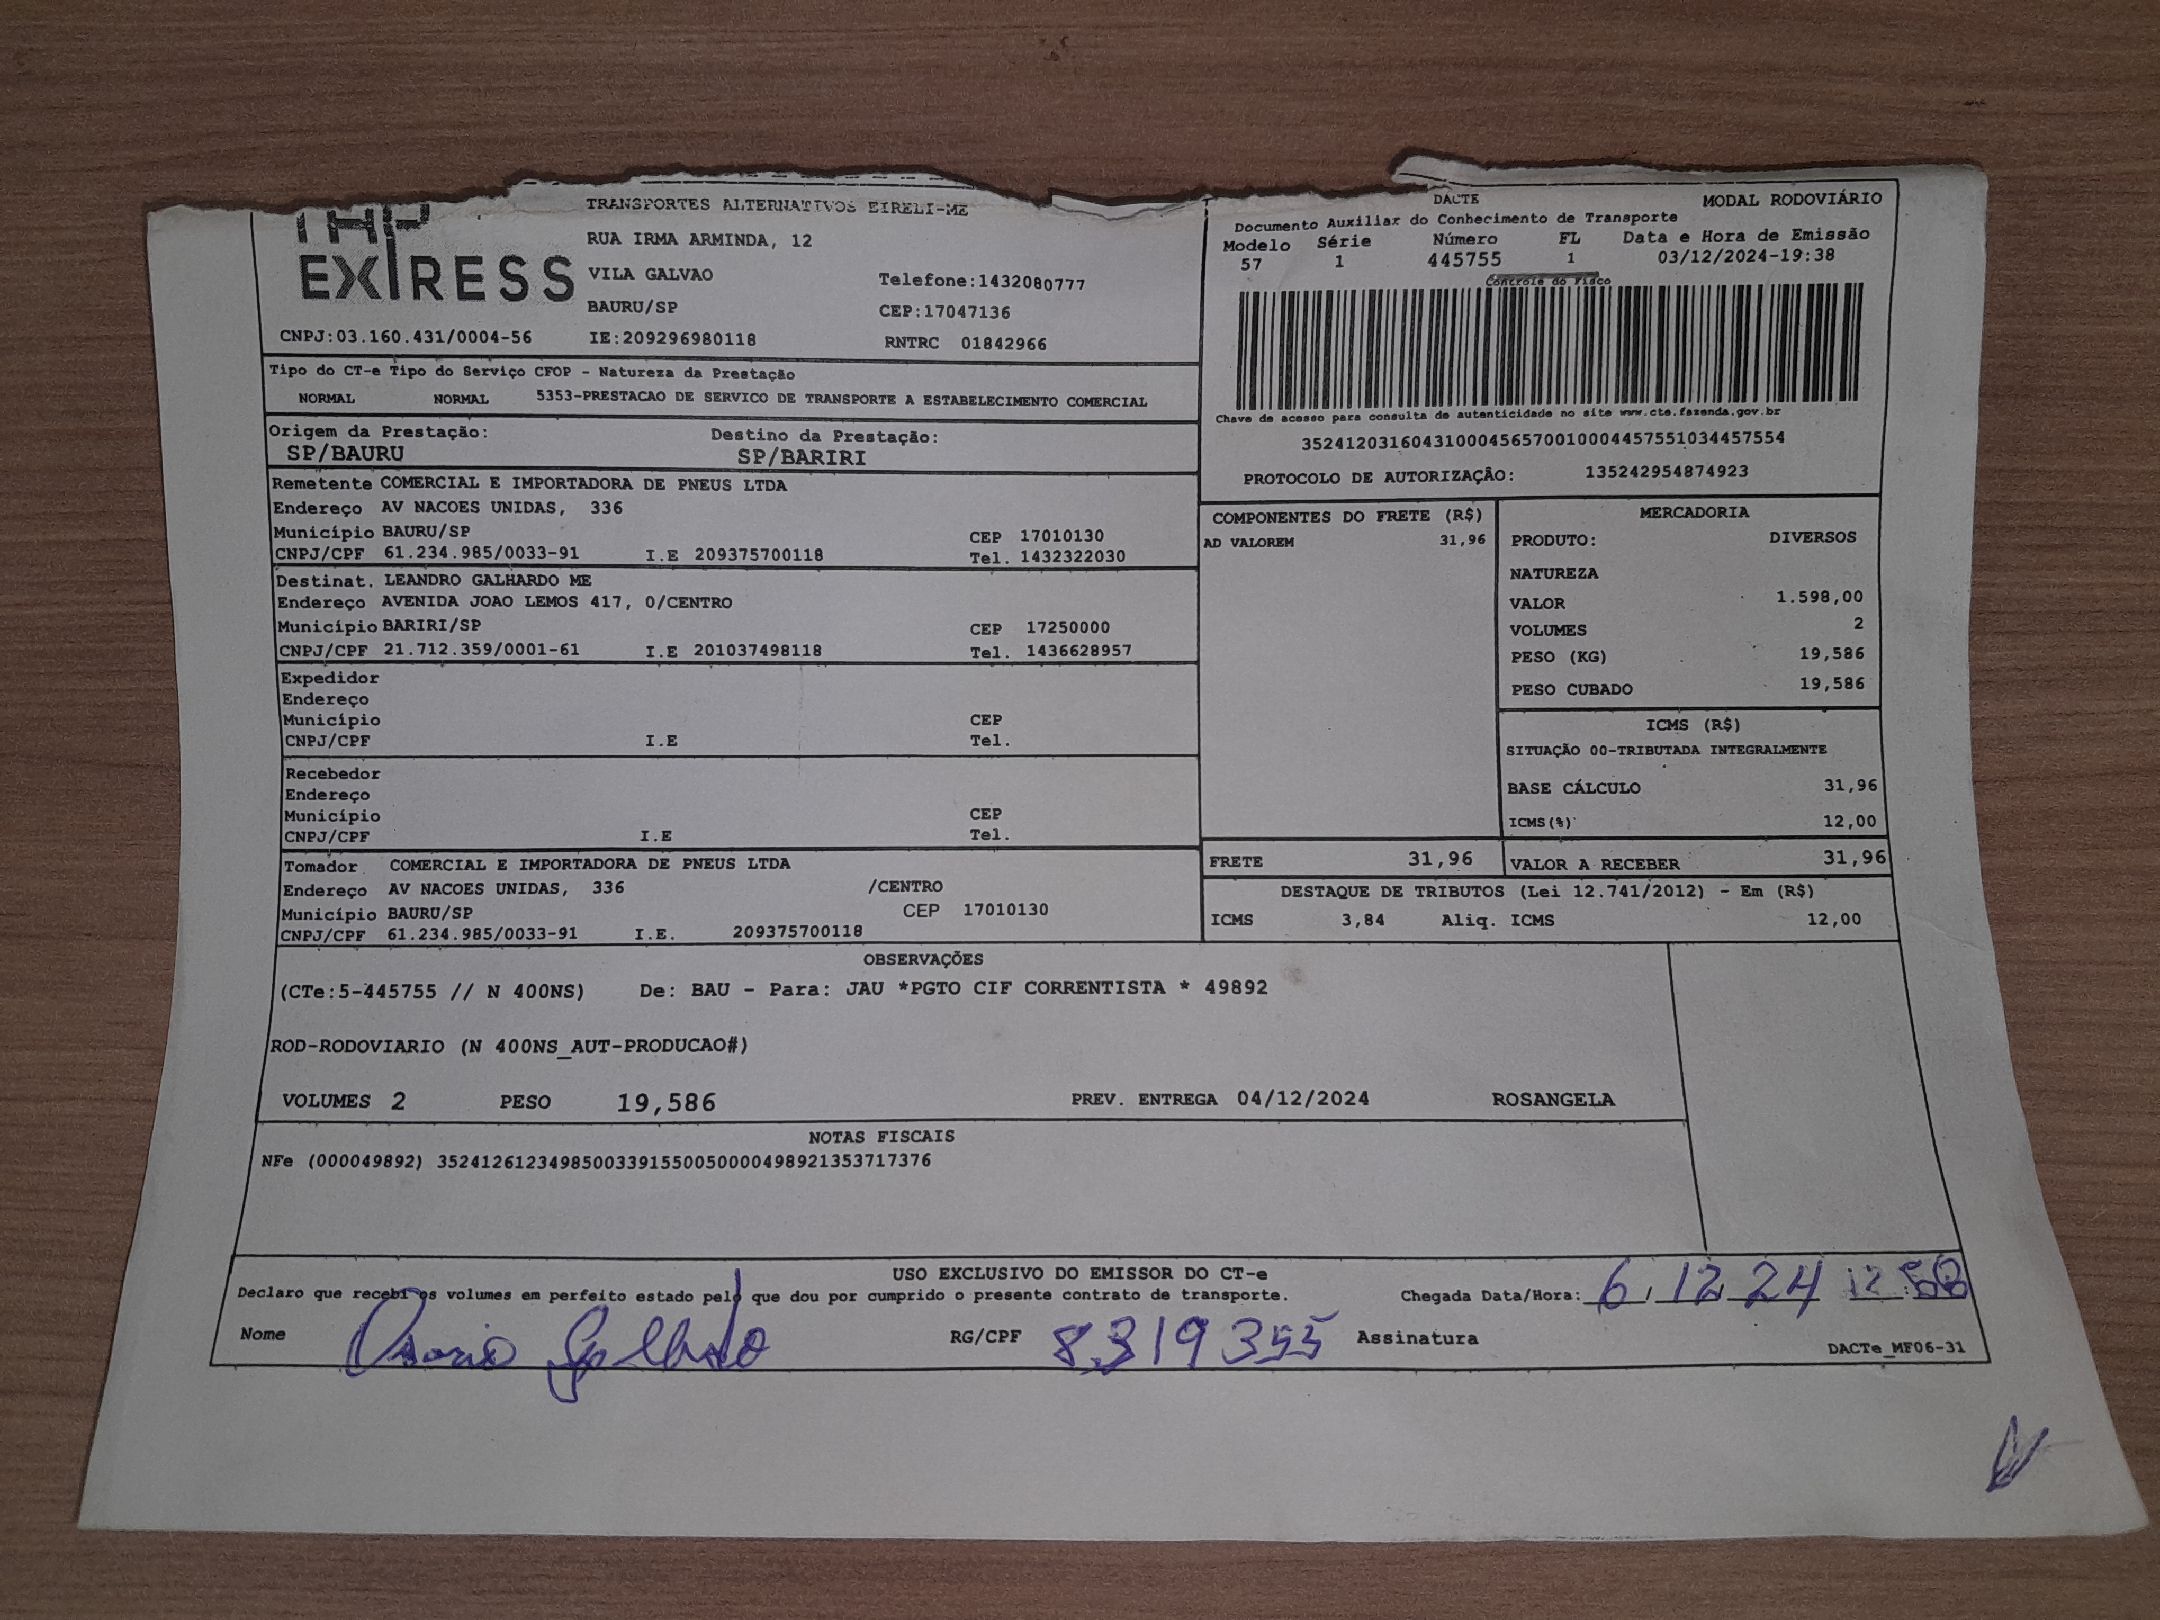 TRANSPORTES ALTERNATIVOS EIRELI-ME
TAP EXPRESS
RUA IRMA ARMINDA, 12
VILA GALVAO Telefone:1432080777
BAURU/SP CEP:17047136
CNPJ:03.160.431/0004-56 IE:209296980118 RNTRC 01842966
DACTE MODAL RODOVIÁRIO
Documento Auxiliar do Conhecimento de Transporte
Modelo Série Número FL Data e Hora de Emissão
57 1 445755 1 03/12/2024-19:38
Controle do Fisco
Chave de acesso para consulta de autenticidade no site www.cte.fazenda.gov.br
35241203160431000456570010004457551034457554
PROTOCOLO DE AUTORIZAÇÃO: 135242954874923
Tipo do CT-e Tipo do Serviço CFOP - Natureza da Prestação
NORMAL NORMAL 5353-PRESTACAO DE SERVICO DE TRANSPORTE A ESTABELECIMENTO COMERCIAL
Origem da Prestação: Destino da Prestação:
SP/BAURU SP/BARIRI
Remetente COMERCIAL E IMPORTADORA DE PNEUS LTDA
Endereço AV NACOES UNIDAS, 336
Município BAURU/SP CEP 17010130
CNPJ/CPF 61.234.985/0033-91 I.E 209375700118 Tel. 1432322030
Destinat. LEANDRO GALHARDO ME
Endereço AVENIDA JOAO LEMOS 417, 0/CENTRO
Município BARIRI/SP CEP 17250000
CNPJ/CPF 21.712.359/0001-61 I.E 201037498118 Tel. 1436628957
Expedidor
Endereço
Município CEP
CNPJ/CPF I.E Tel.
Recebedor
Endereço
Município CEP
CNPJ/CPF I.E Tel.
Tomador COMERCIAL E IMPORTADORA DE PNEUS LTDA
Endereço AV NACOES UNIDAS, 336 /CENTRO
Município BAURU/SP CEP 17010130
CNPJ/CPF 61.234.985/0033-91 I.E. 209375700118
COMPONENTES DO FRETE (R$)
AD VALOREM 31,96
MERCADORIA
PRODUTO: DIVERSOS
NATUREZA
VALOR 1.598,00
VOLUMES 2
PESO (KG) 19,586
PESO CUBADO 19,586
ICMS (R$)
SITUAÇÃO 00-TRIBUTADA INTEGRALMENTE
BASE CÁLCULO 31,96
ICMS(%) 12,00
FRETE 31,96 VALOR A RECEBER 31,96
DESTAQUE DE TRIBUTOS (Lei 12.741/2012) - Em (R$)
ICMS 3,84 Aliq. ICMS 12,00
OBSERVAÇÕES
(CTe:5-445755 // N 400NS) De: BAU - Para: JAU *PGTO CIF CORRENTISTA * 49892
ROD-RODOVIARIO (N 400NS_AUT-PRODUCAO#)
VOLUMES 2 PESO 19,586 PREV. ENTREGA 04/12/2024 ROSANGELA
NOTAS FISCAIS
NFe (000049892) 35241261234985003391550050000498921353717376
USO EXCLUSIVO DO EMISSOR DO CT-e
Declaro que recebi os volumes em perfeito estado pelo que dou por cumprido o presente contrato de transporte. Chegada Data/Hora: 6,12 24 12
Nome RG/CPF 8319355 Assinatura
DACTe_MF06-31